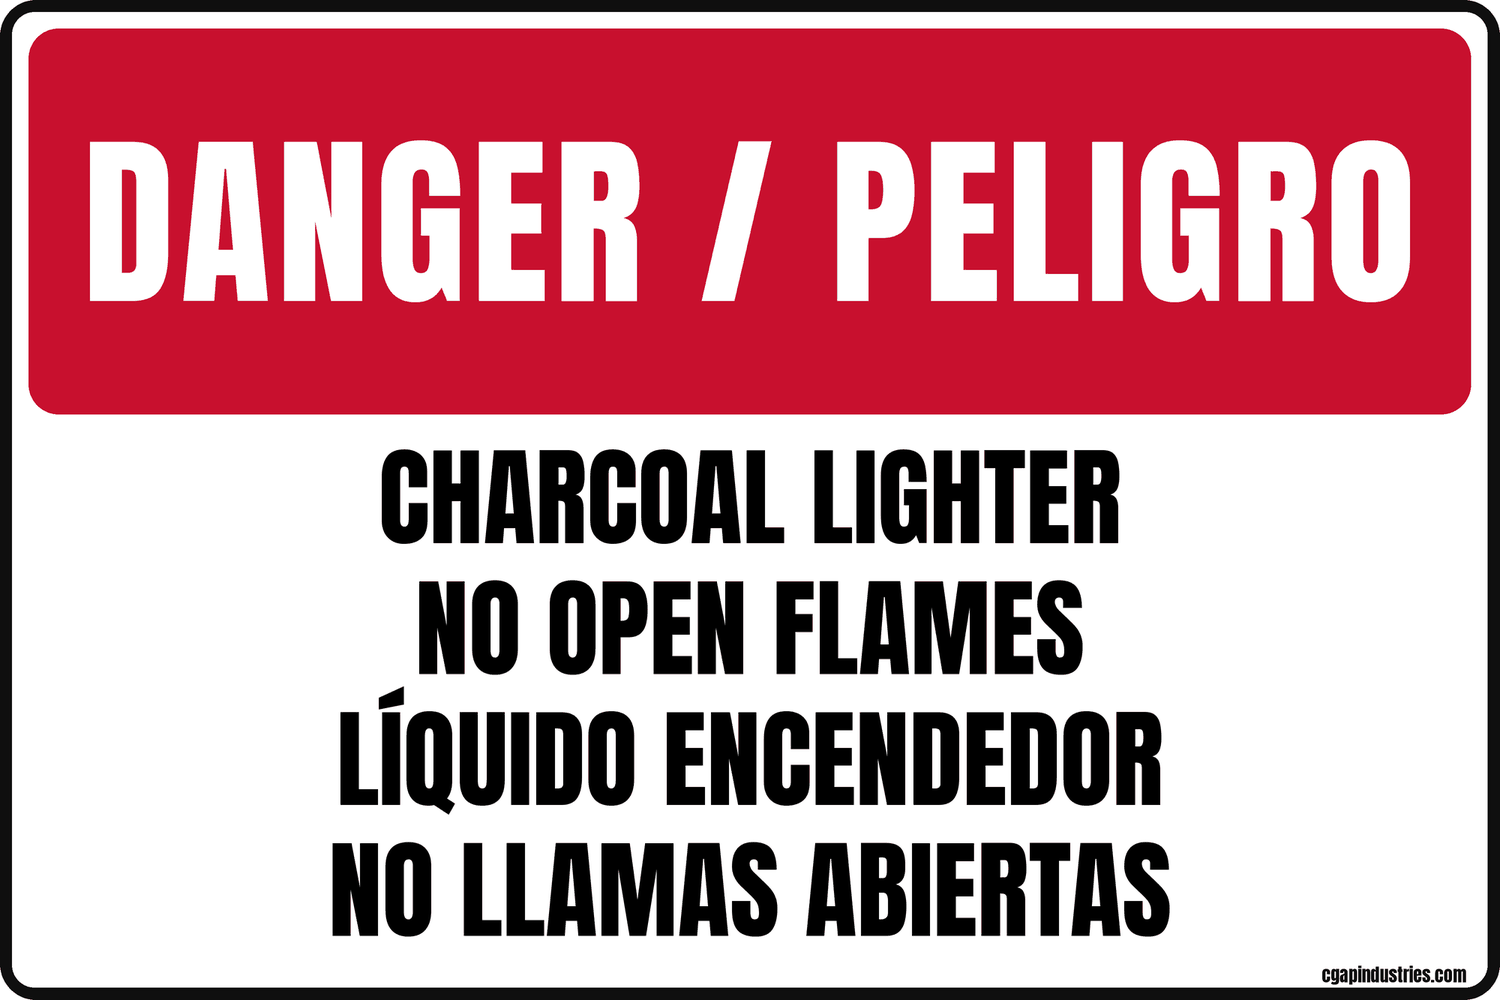 DANGER / PELIGRO
CHARCOAL LIGHTER
NO OPEN FLAMES
LÍQUIDO ENCENDEDOR
NO LLAMAS ABIERTAS
cgapindustries.com